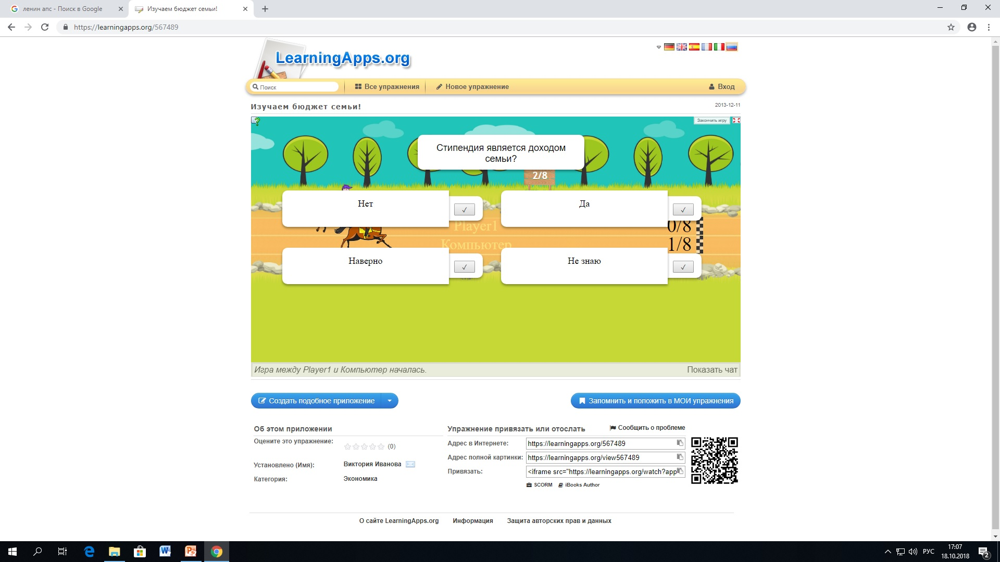 ленин апс - Поиск в Google
Изучаем бюджет семьи!
https://learningapps.org/567489
LearningApps.org
Поиск
Все упражнения
Новое упражнение
Вход
Изучаем бюджет семьи!
2013-12-11
Закончить игру
Стипендия является доходом
семьи?
2/8
Нет
Да
Player1
0/8
Компьютер
1/8
Наверно
Не знаю
Игра между Player1 и Компьютер началась.
Показать чат
Создать подобное приложение
Запомнить и положить в МОИ упражнения
Об этом приложении
Оцените это упражнение:
(0)
Установлено (Имя):
Виктория Иванова
Категория:
Экономика
Упражнение привязать или отослать
Сообщить о проблеме
Адрес в Интернете:
https://learningapps.org/567489
Адрес полной картинки:
https://learningapps.org/view567489
Привязать:
<iframe src="https://learningapps.org/watch?app
SCORM
iBooks Author
О сайте LearningApps.org
Информация
Защита авторских прав и данных
РУС
17:07
18.10.2018
2